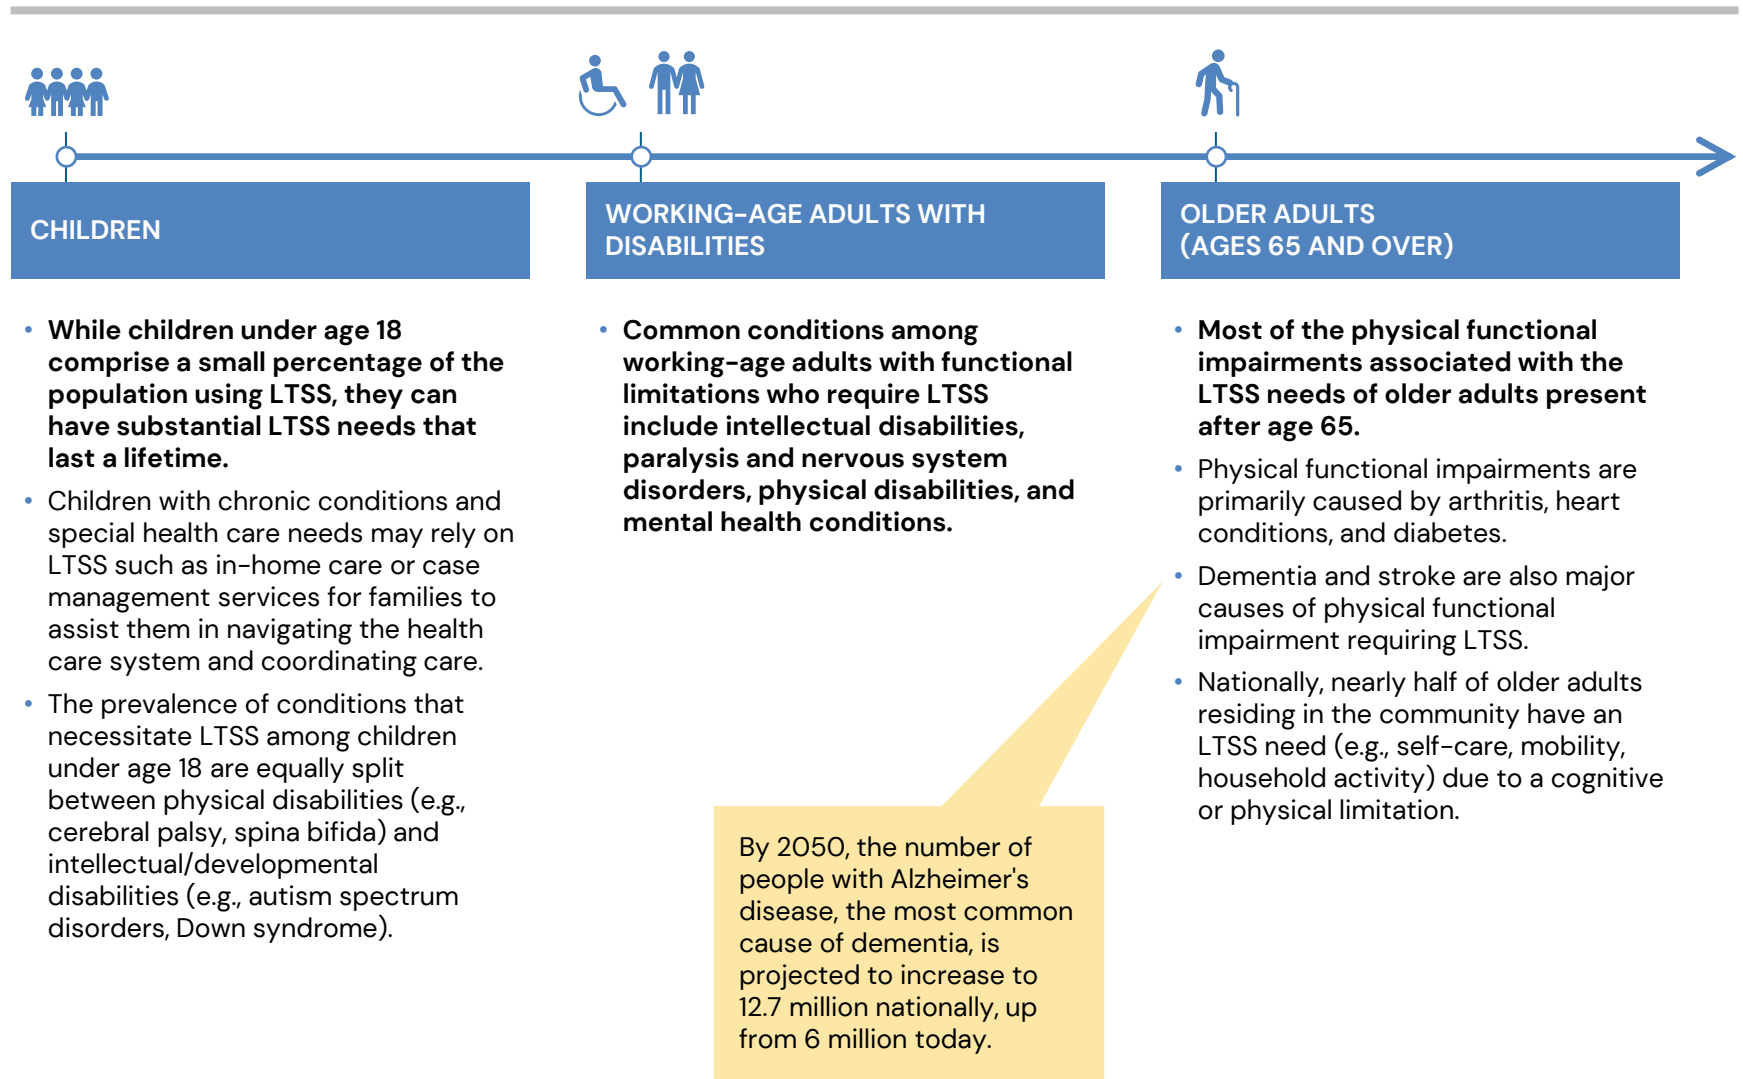 CHILDREN
• While children under age 18
comprise a small percentage of the
population using LTSS, they can
have substantial LTSS needs that
last a lifetime.
• Children with chronic conditions and
special health care needs may rely on
LTSS such as in-home care or case
management services for families to
assist them in navigating the health
care system and coordinating care.
• The prevalence of conditions that
necessitate LTSS among children
under age 18 are equally split
between physical disabilities (e.g.,
cerebral palsy, spina bifida) and
intellectual/developmental
disabilities (e.g., autism spectrum
disorders, Down syndrome).
WORKING-AGE ADULTS WITH
DISABILITIES
• Common conditions among
working-age adults with functional
limitations who require LTSS
include intellectual disabilities,
paralysis and nervous system
disorders, physical disabilities, and
mental health conditions.
OLDER ADULTS
(AGES 65 AND OVER)
• Most of the physical functional
impairments associated with the
LTSS needs of older adults present
after age 65.
• Physical functional impairments are
primarily caused by arthritis, heart
conditions, and diabetes.
• Dementia and stroke are also major
causes of physical functional
impairment requiring LTSS.
• Nationally, nearly half of older adults
residing in the community have an
LTSS need (e.g., self-care, mobility,
household activity) due to a cognitive
or physical limitation.
By 2050, the number of
people with Alzheimer's
disease, the most common
cause of dementia, is
projected to increase to
12.7 million nationally, up
from 6 million today.